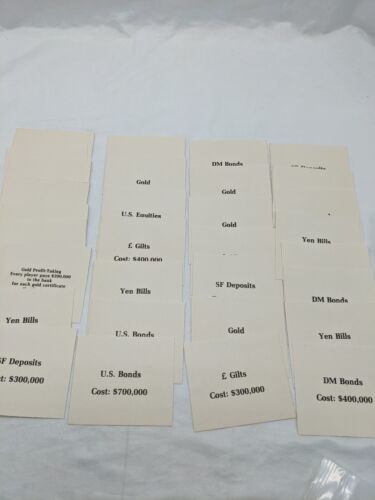 Gold Profit-Taking
Every player pays $200,000
to the bank
for each gold certificate
Yen Bills
SF Deposits
Cost: $300,000
Gold
U.S. Equities
£ Gilts
Cost: $400,000
Yen Bills
U.S. Bonds
U.S. Bonds
Cost: $700,000
DM Bonds
Gold
Gold
SF Deposits
Gold
£ Gilts
Cost: $300,000
Yen Bills
DM Bonds
Yen Bills
DM Bonds
Cost: $400,000